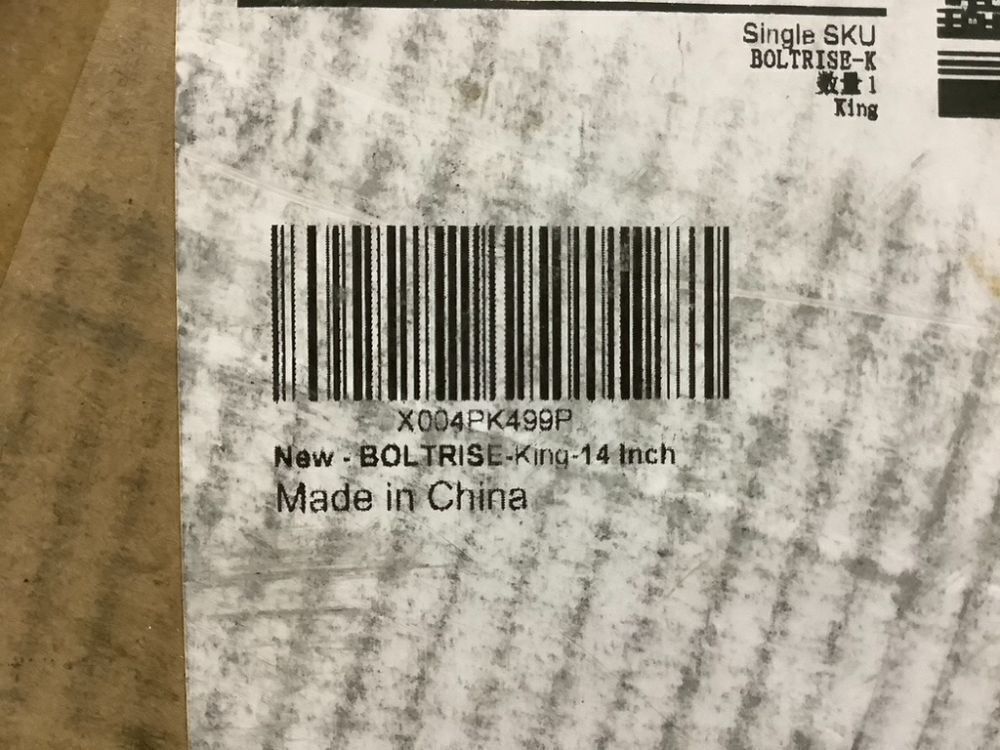 Single SKU
BOLTRISE-K
数量 1
King
X004PK499P
New - BOLTRISE-King-14 Inch
Made in China